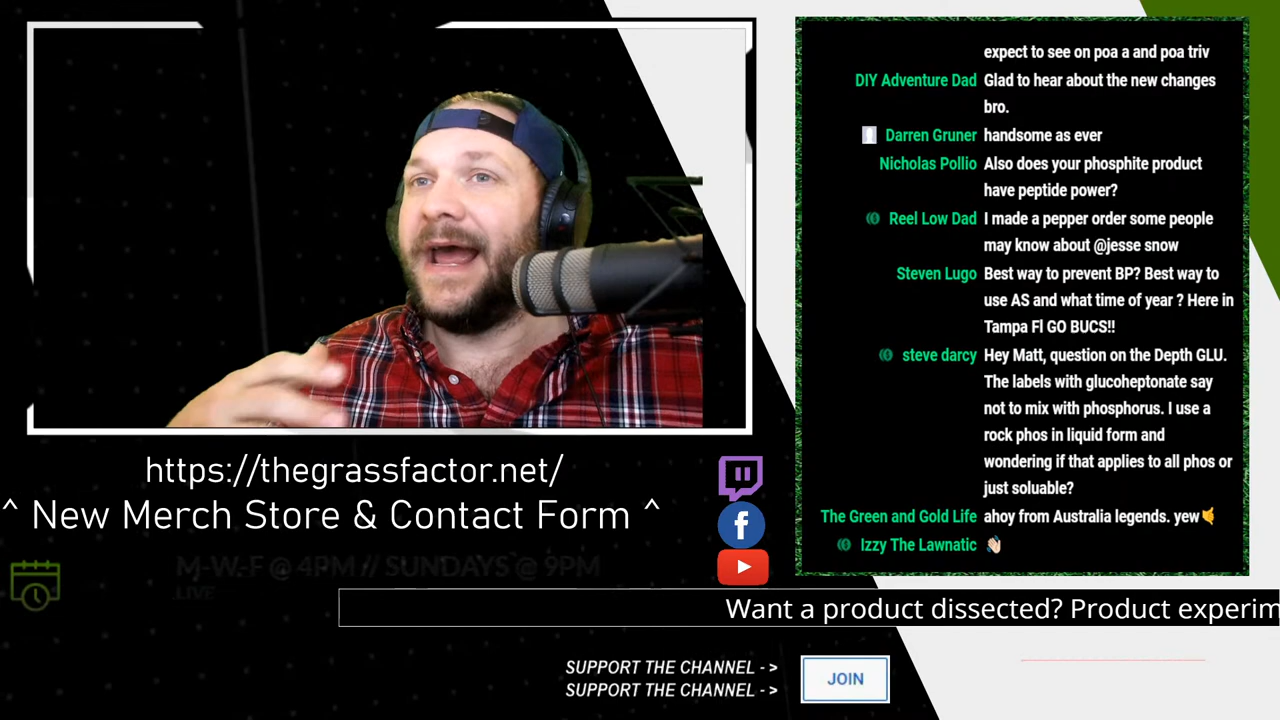 expect to see on poa a and poa triv
DIY Adventure Dad Glad to hear about the new changes
bro.
Darren Gruner handsome as ever
Nicholas Pollio Also does your phosphite product
have peptide power?
Reel Low Dad I made a pepper order some people
may know about @jesse snow
Steven Lugo Best way to prevent BP? Best way to
use AS and what time of year ? Here in
Tampa Fl GO BUCS!!
steve darcy Hey Matt, question on the Depth GLU.
The labels with glucoheptonate say
not to mix with phosphorus. I use a
rock phos in liquid form and
wondering if that applies to all phos or
just soluable?
The Green and Gold Life ahoy from Australia legends. yew🤙
Izzy The Lawnatic 👋🏻
https://thegrassfactor.net/
^ New Merch Store & Contact Form ^
M-W-F @ 4PM // SUNDAYS @ 9PM
LIVE
Want a product dissected? Product experim
SUPPORT THE CHANNEL - >
SUPPORT THE CHANNEL - >
JOIN